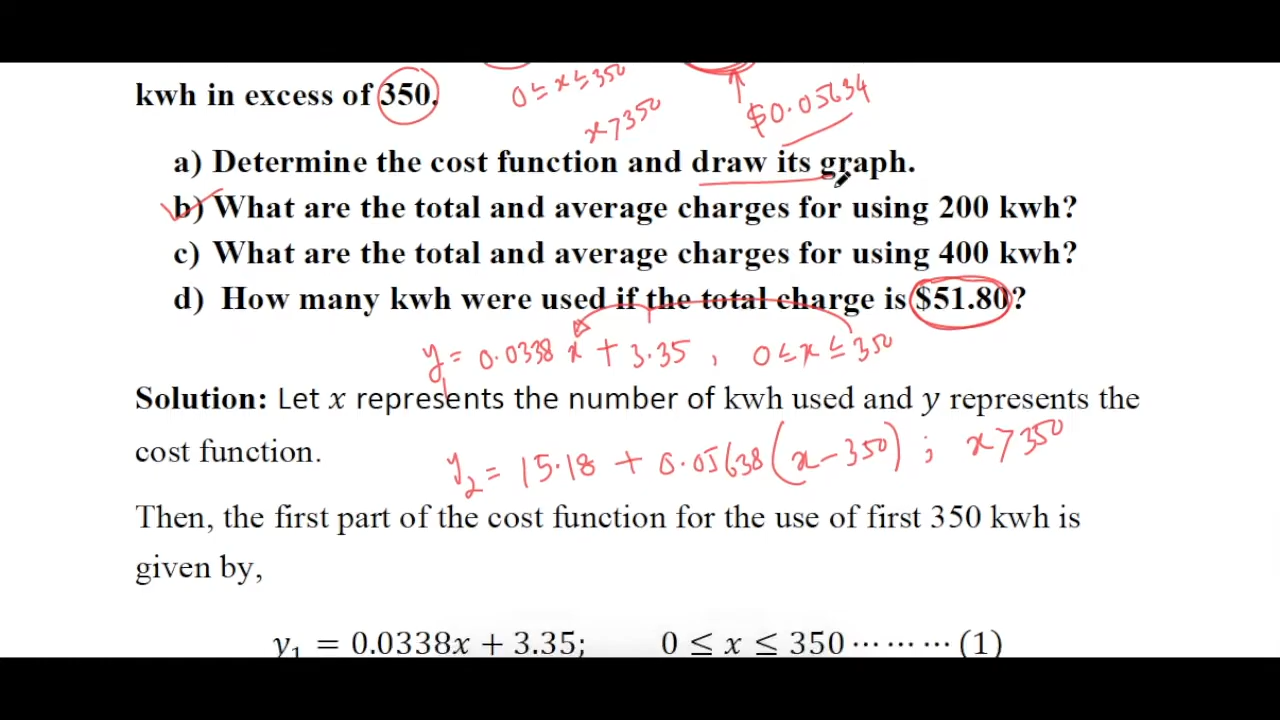 0 ≤ x ≤ 350
kwh in excess of 350.
x > 350
$0.05634
a) Determine the cost function and draw its graph.
b) What are the total and average charges for using 200 kwh?
c) What are the total and average charges for using 400 kwh?
d) How many kwh were used if the total charge is $51.80?
y₁ = 0.0338 x + 3.35 , 0 ≤ x ≤ 350
Solution: Let x represents the number of kwh used and y represents the
cost function.
y₂ = 15.18 + 0.05638 (x - 350) ; x > 350
Then, the first part of the cost function for the use of first 350 kwh is
given by,
y₁ = 0.0338x + 3.35; 0 ≤ x ≤ 350 ⋯ ⋯ ⋯ (1)